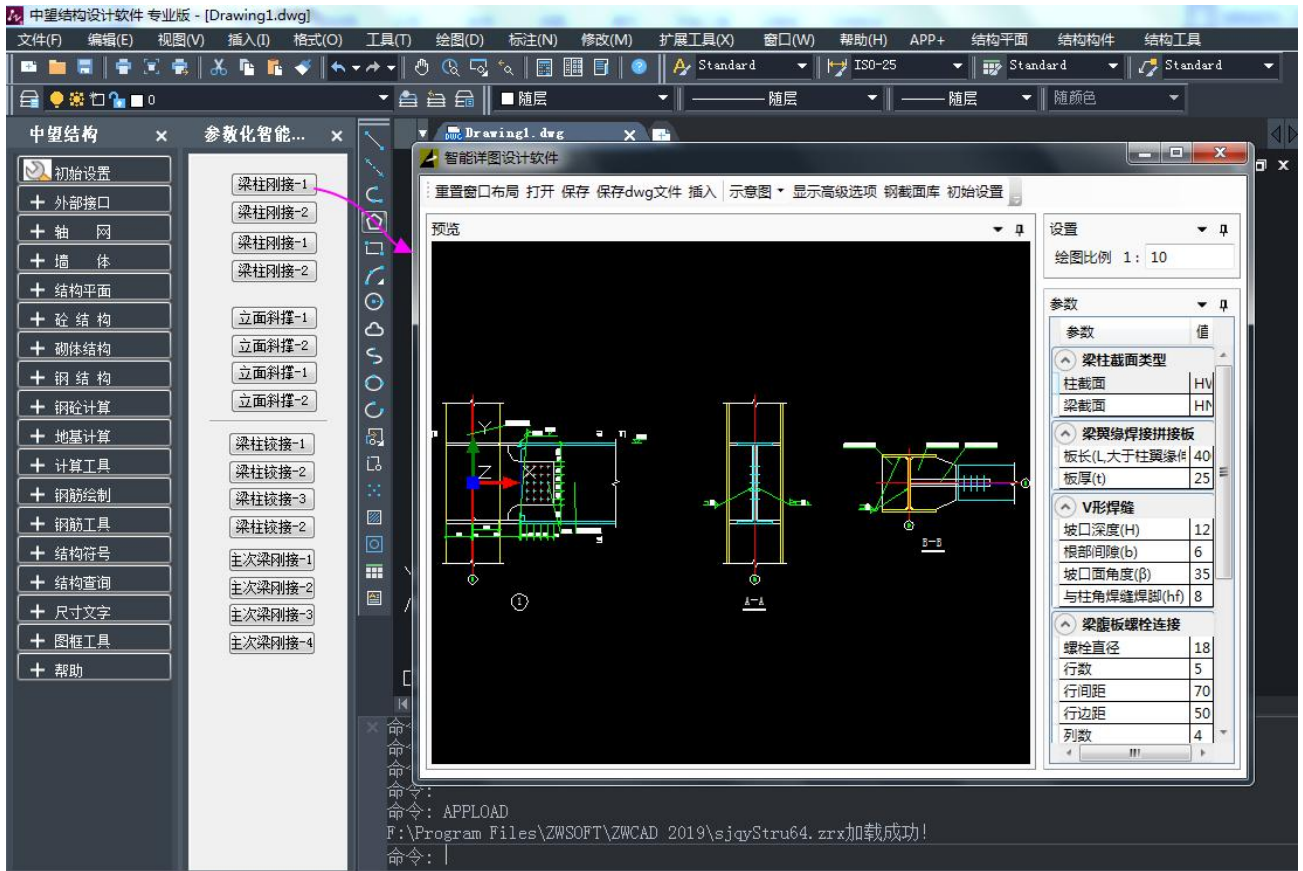 中望结构设计软件 专业版 - [Drawing1.dwg]
文件(F) 编辑(E) 视图(V) 插入(I) 格式(O) 工具(T) 绘图(D) 标注(N) 修改(M) 扩展工具(X) 窗口(W) 帮助(H) APP+ 结构平面 结构构件 结构工具
Standard ISO-25 Standard Standard
0 随层 随层 随层 随颜色
中望结构
初始设置
外部接口
轴 网
墙 体
结构平面
砼 结 构
砌体结构
钢 结 构
钢砼计算
地基计算
计算工具
钢筋绘制
钢筋工具
结构符号
结构查询
尺寸文字
图框工具
帮助
参数化智能...
梁柱刚接-1
梁柱刚接-2
梁柱刚接-1
梁柱刚接-2
立面斜撑-1
立面斜撑-2
立面斜撑-1
立面斜撑-2
梁柱铰接-1
梁柱铰接-2
梁柱铰接-3
梁柱铰接-2
主次梁刚接-1
主次梁刚接-2
主次梁刚接-3
主次梁刚接-4
Drawing1.dwg
智能详图设计软件
重置窗口布局 打开 保存 保存dwg文件 插入 示意图 显示高级选项 钢截面库 初始设置
预览
Y
Z
X
1
A-A
B-B
设置
绘图比例 1: 10
参数
参数 值
梁柱截面类型
柱截面 HW
梁截面 HN
梁翼缘焊接拼接板
板长(L,大于柱翼缘 40
板厚(t) 25
V形焊缝
坡口深度(H) 12
根部间隙(b) 6
坡口面角度(β) 35
与柱角焊缝焊脚(hf) 8
梁腹板螺栓连接
螺栓直径 18
行数 5
行间距 70
行边距 50
列数 4
命令:
命令: APPLOAD
F:\Program Files\ZWSOFT\ZWCAD 2019\sjqyStru64.zrx加载成功!
命令: